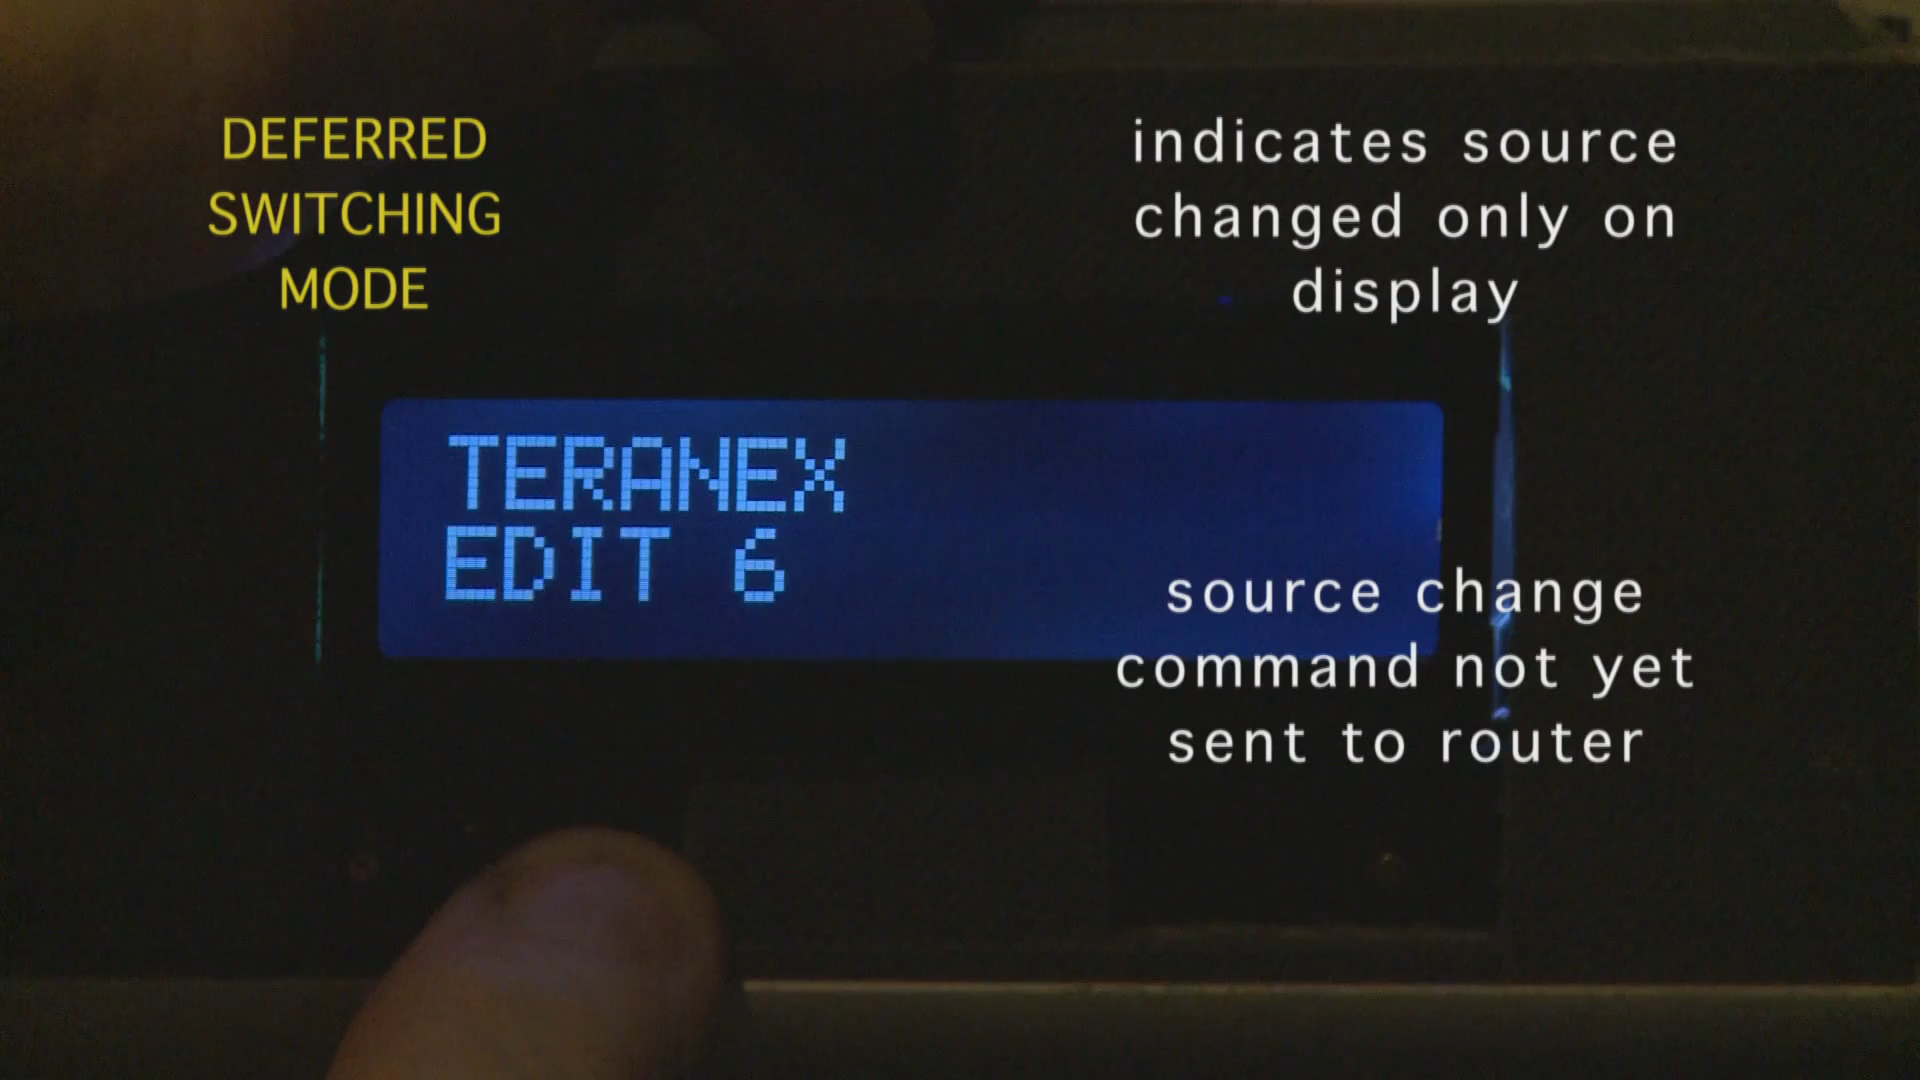 DEFERRED
SWITCHING
MODE
indicates source
changed only on
display
TERANEX
EDIT 6
source change
command not yet
sent to router